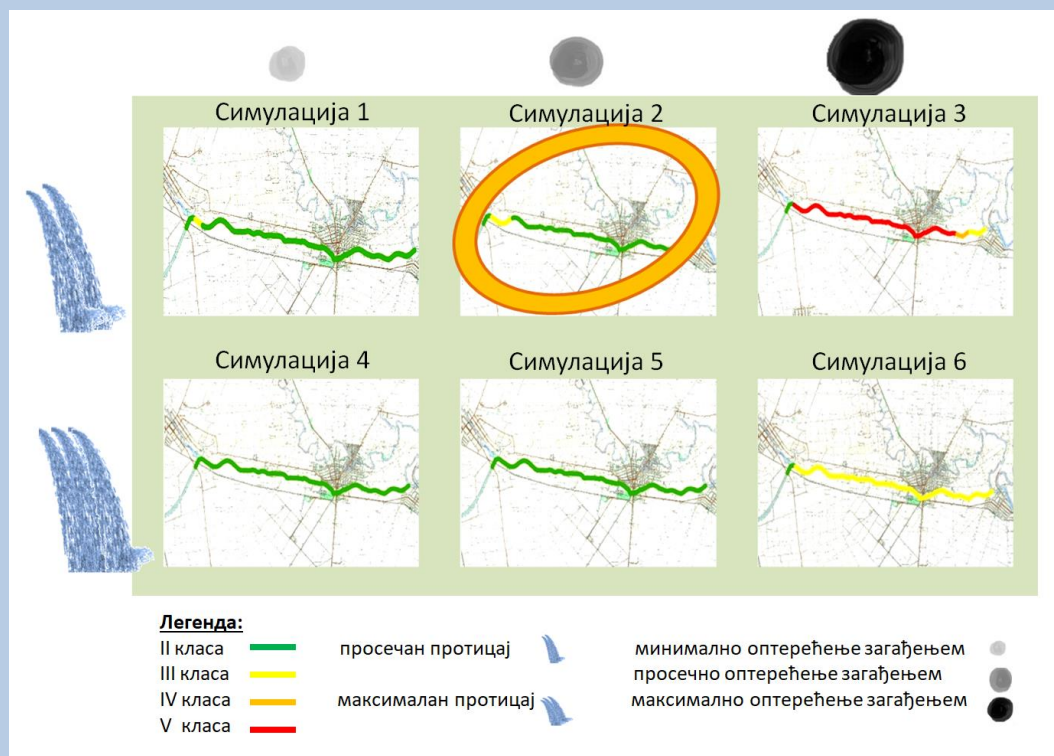 Симулација 1
Симулација 2
Симулација 3
Симулација 4
Симулација 5
Симулација 6
Легенда:
II класа
просечан протицај
минимално оптерећење загађењем
III класа
просечно оптерећење загађењем
IV класа
максималан протицај
максимално оптерећење загађењем
V класа